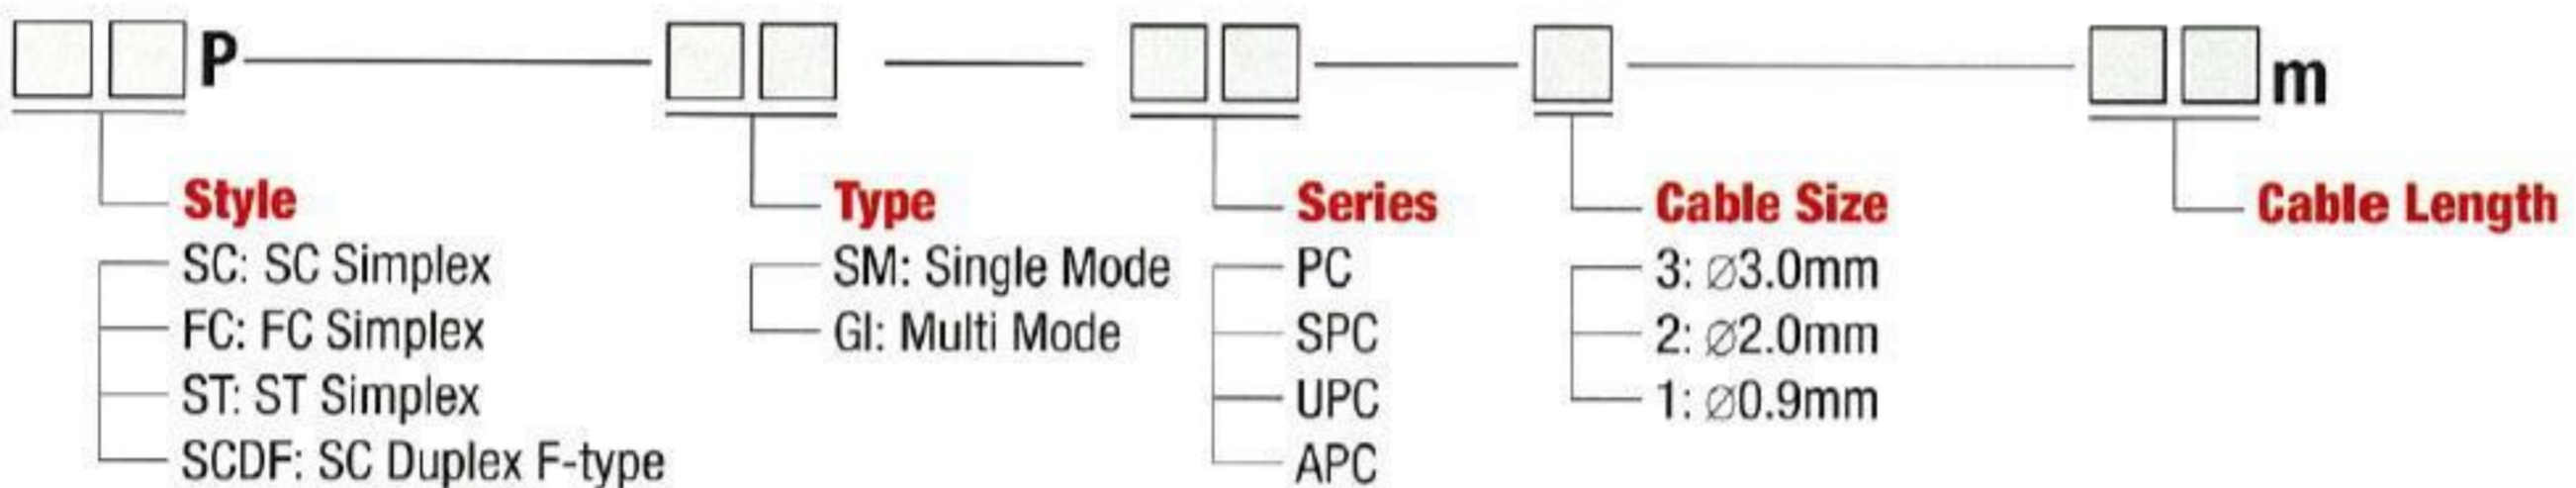 P
m
Style
SC: SC Simplex
FC: FC Simplex
ST: ST Simplex
SCDF: SC Duplex F-type
Type
SM: Single Mode
GI: Multi Mode
Series
PC
SPC
UPC
APC
Cable Size
3: ∅3.0mm
2: ∅2.0mm
1: ∅0.9mm
Cable Length